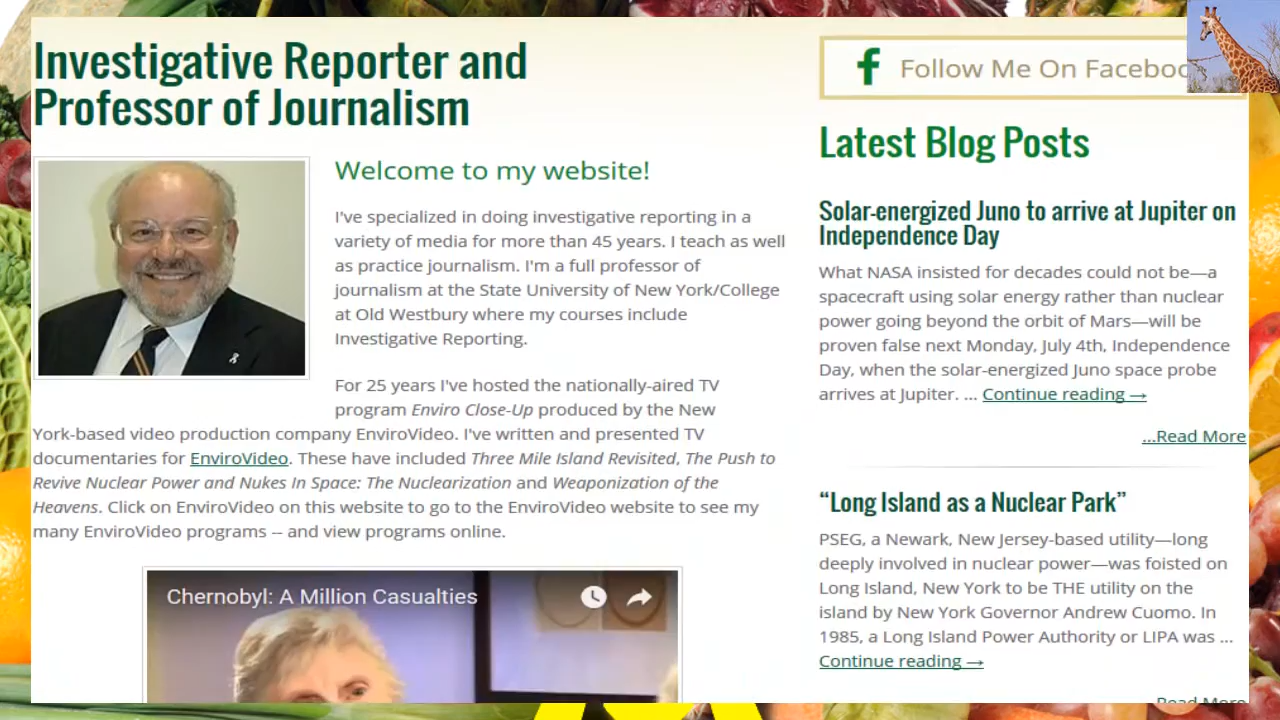 Investigative Reporter and
Professor of Journalism
Welcome to my website!
I've specialized in doing investigative reporting in a
variety of media for more than 45 years. I teach as well
as practice journalism. I'm a full professor of
journalism at the State University of New York/College
at Old Westbury where my courses include
Investigative Reporting.
For 25 years I've hosted the nationally-aired TV
program Enviro Close-Up produced by the New
York-based video production company EnviroVideo. I've written and presented TV
documentaries for EnviroVideo. These have included Three Mile Island Revisited, The Push to
Revive Nuclear Power and Nukes In Space: The Nuclearization and Weaponization of the
Heavens. Click on EnviroVideo on this website to go to the EnviroVideo website to see my
many EnviroVideo programs -- and view programs online.
Chernobyl: A Million Casualties
Follow Me On Faceboo
Latest Blog Posts
Solar-energized Juno to arrive at Jupiter on
Independence Day
What NASA insisted for decades could not be—a
spacecraft using solar energy rather than nuclear
power going beyond the orbit of Mars—will be
proven false next Monday, July 4th, Independence
Day, when the solar-energized Juno space probe
arrives at Jupiter. ... Continue reading →
...Read More
“Long Island as a Nuclear Park”
PSEG, a Newark, New Jersey-based utility—long
deeply involved in nuclear power—was foisted on
Long Island, New York to be THE utility on the
island by New York Governor Andrew Cuomo. In
1985, a Long Island Power Authority or LIPA was ...
Continue reading →
...Read More